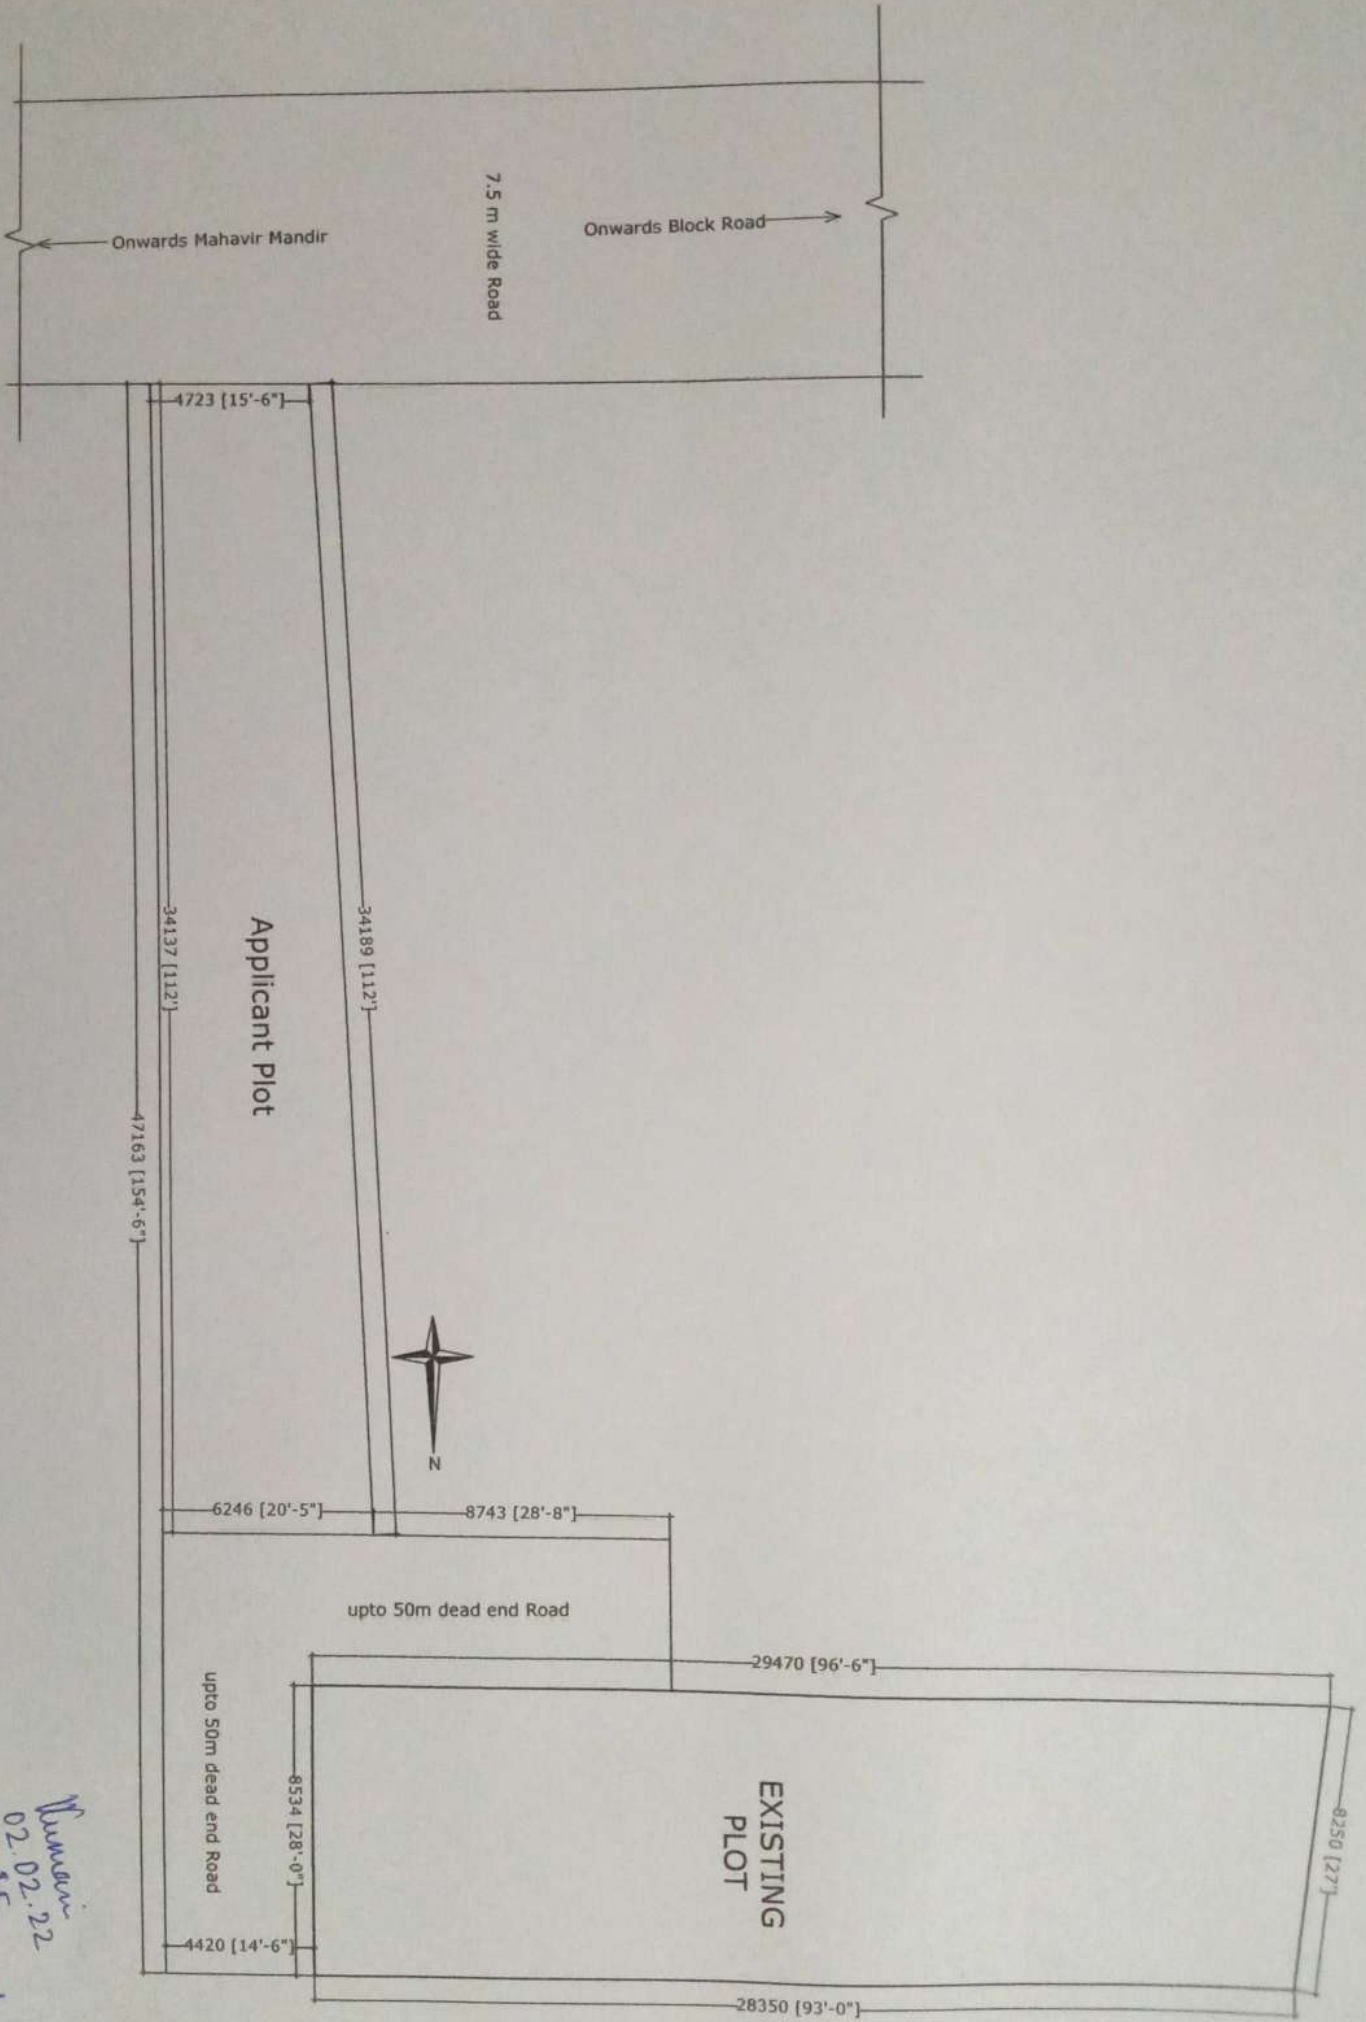 Onwards Mahavir Mandir
7.5 m wide Road
Onwards Block Road
4723 [15'-6"]
34189 [112']
Applicant Plot
34137 [112']
47163 [154'-6"]
N
6246 [20'-5"]
8743 [28'-8"]
upto 50m dead end Road
29470 [96'-6"]
upto 50m dead end Road
8534 [28'-0"]
EXISTING
PLOT
8250 [27']
4420 [14'-6"]
28350 [93'-0"]
02.02.22